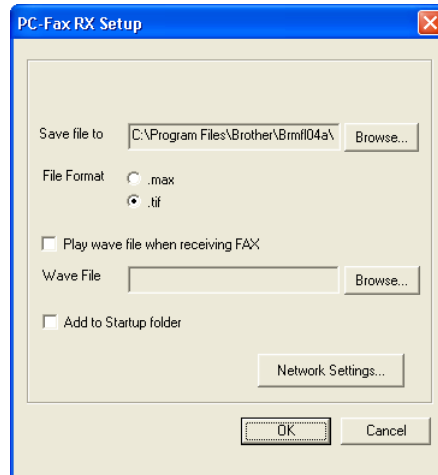 PC-Fax RX Setup
Save file to C:\Program Files\Brother\Brmfl04a\ Browse...
File Format .max
.tif
Play wave file when receiving FAX
Wave File Browse...
Add to Startup folder
Network Settings...
OK Cancel